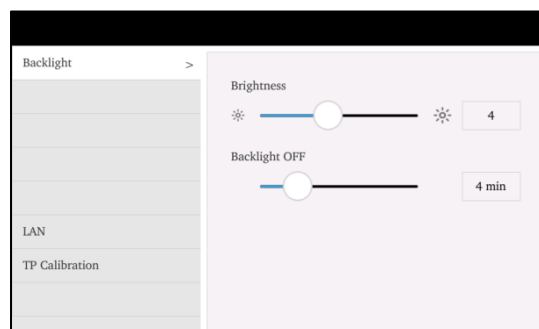 Backlight >
Brightness
4
Backlight OFF
4 min
LAN
TP Calibration